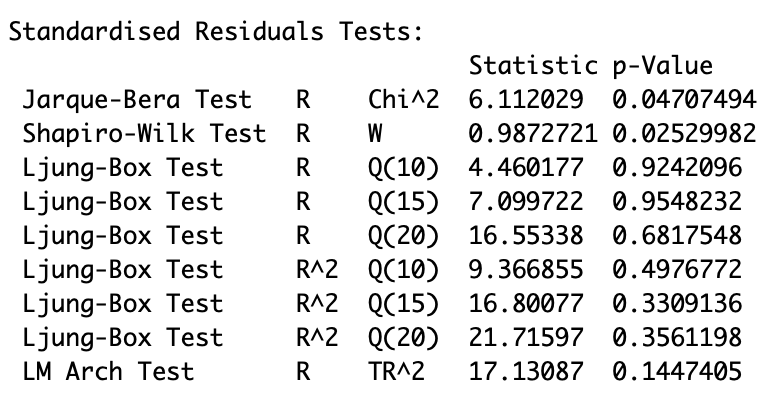 Standardised Residuals Tests:
Statistic p-Value
Jarque-Bera Test R Chi^2 6.112029 0.04707494
Shapiro-Wilk Test R W 0.9872721 0.02529982
Ljung-Box Test R Q(10) 4.460177 0.9242096
Ljung-Box Test R Q(15) 7.099722 0.9548232
Ljung-Box Test R Q(20) 16.55338 0.6817548
Ljung-Box Test R^2 Q(10) 9.366855 0.4976772
Ljung-Box Test R^2 Q(15) 16.80077 0.3309136
Ljung-Box Test R^2 Q(20) 21.71597 0.3561198
LM Arch Test R TR^2 17.13087 0.1447405